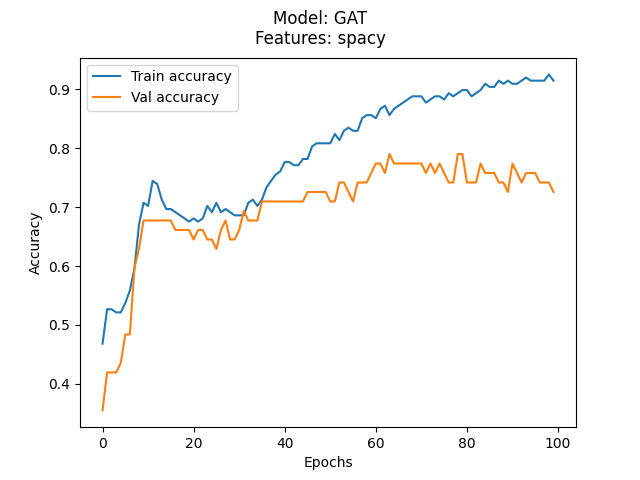 Model: GAT
Features: spacy
Train accuracy
Val accuracy
0.9
0.8
0.7
0.6
0.5
0.4
Accuracy
0 20 40 60 80 100
Epochs